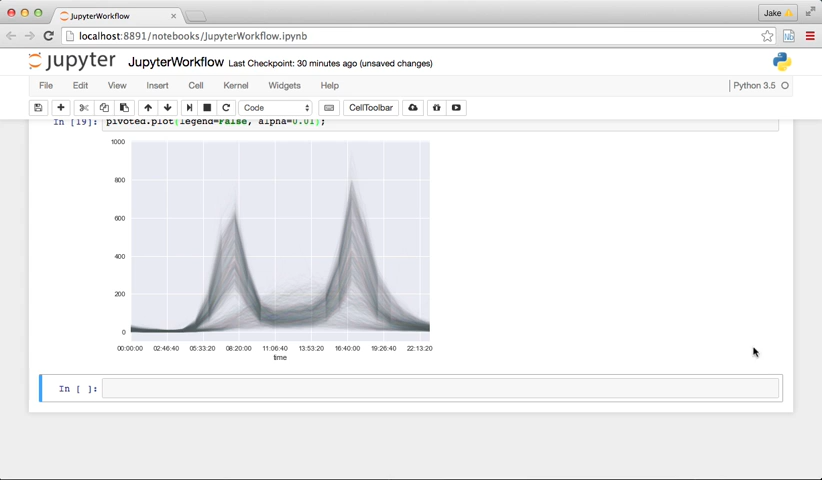 JupyterWorkflow
Jake
localhost:8891/notebooks/JupyterWorkflow.ipynb
jupyter JupyterWorkflow Last Checkpoint: 30 minutes ago (unsaved changes)
File Edit View Insert Cell Kernel Widgets Help Python 3.5
Code CellToolbar
In [19]: pivoted.plot(legend=False, alpha=0.01);
1000
800
600
400
200
0
00:00:00 02:46:40 05:33:20 08:20:00 11:06:40 13:53:20 16:40:00 19:26:40 22:13:20
time
In [ ]: